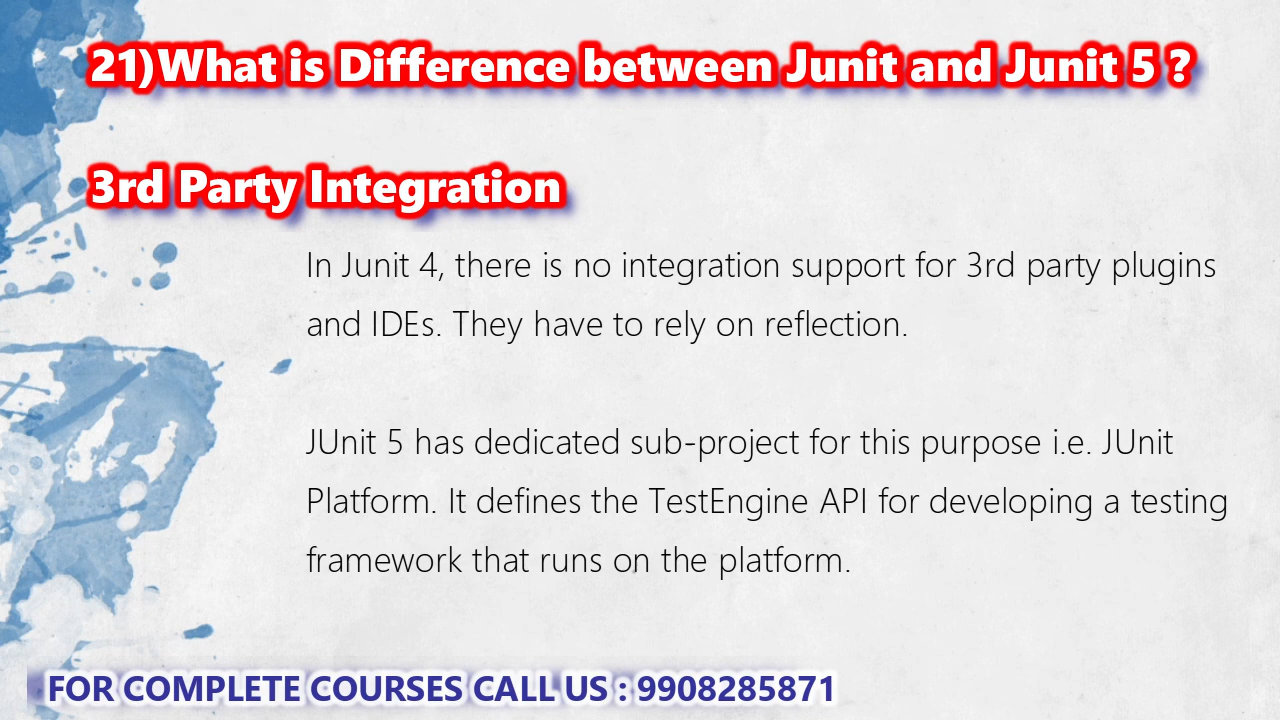 21)What is Difference between Junit and Junit 5 ?
3rd Party Integration
In Junit 4, there is no integration support for 3rd party plugins
and IDEs. They have to rely on reflection.
JUnit 5 has dedicated sub-project for this purpose i.e. JUnit
Platform. It defines the TestEngine API for developing a testing
framework that runs on the platform.
FOR COMPLETE COURSES CALL US : 9908285871